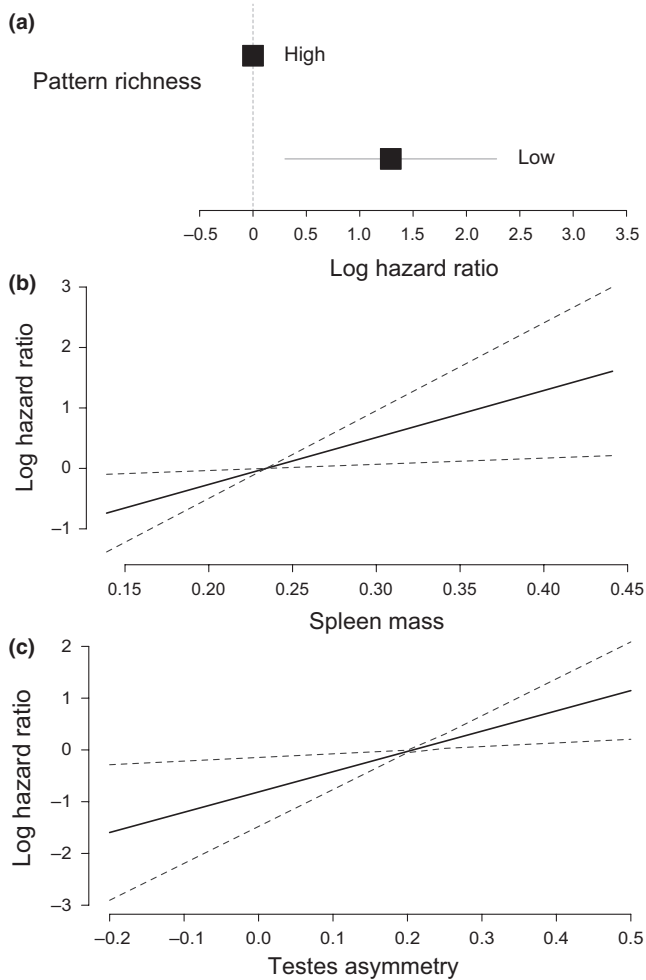 (a)
High
Pattern richness
Low
–0.5 0 0.5 1.0 1.5 2.0 2.5 3.0 3.5
Log hazard ratio
(b)
3
2
1
0
–1
Log hazard ratio
0.15 0.20 0.25 0.30 0.35 0.40 0.45
Spleen mass
(c)
2
1
0
–1
–2
–3
Log hazard ratio
–0.2 –0.1 0.0 0.1 0.2 0.3 0.4 0.5
Testes asymmetry